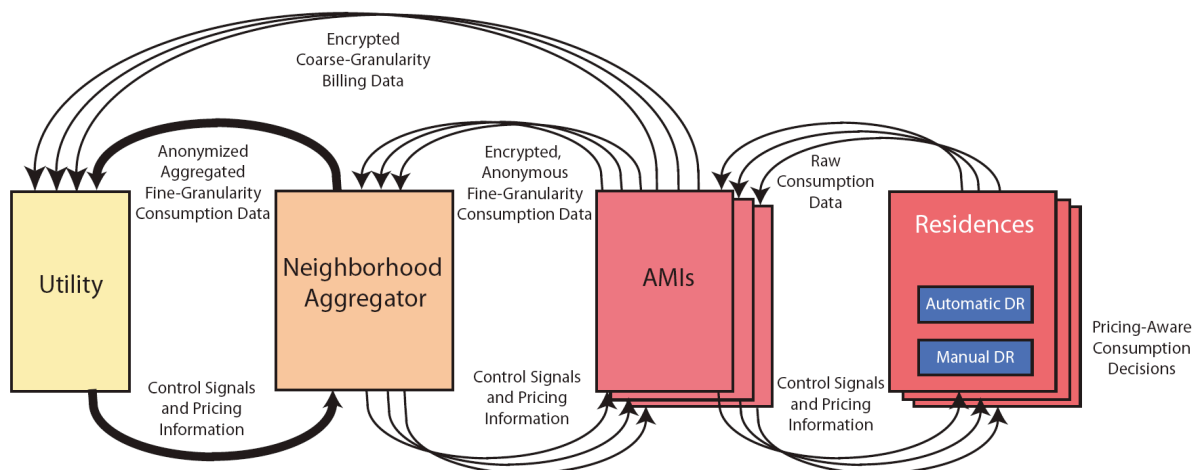 Encrypted
Coarse-Granularity
Billing Data
Anonymized
Aggregated
Fine-Granularity
Consumption Data
Encrypted,
Anonymous
Fine-Granularity
Consumption Data
Raw
Consumption
Data
Utility
Neighborhood
Aggregator
AMIs
Residences
Automatic DR
Manual DR
Pricing-Aware
Consumption
Decisions
Control Signals
and Pricing
Information
Control Signals
and Pricing
Information
Control Signals
and Pricing
Information